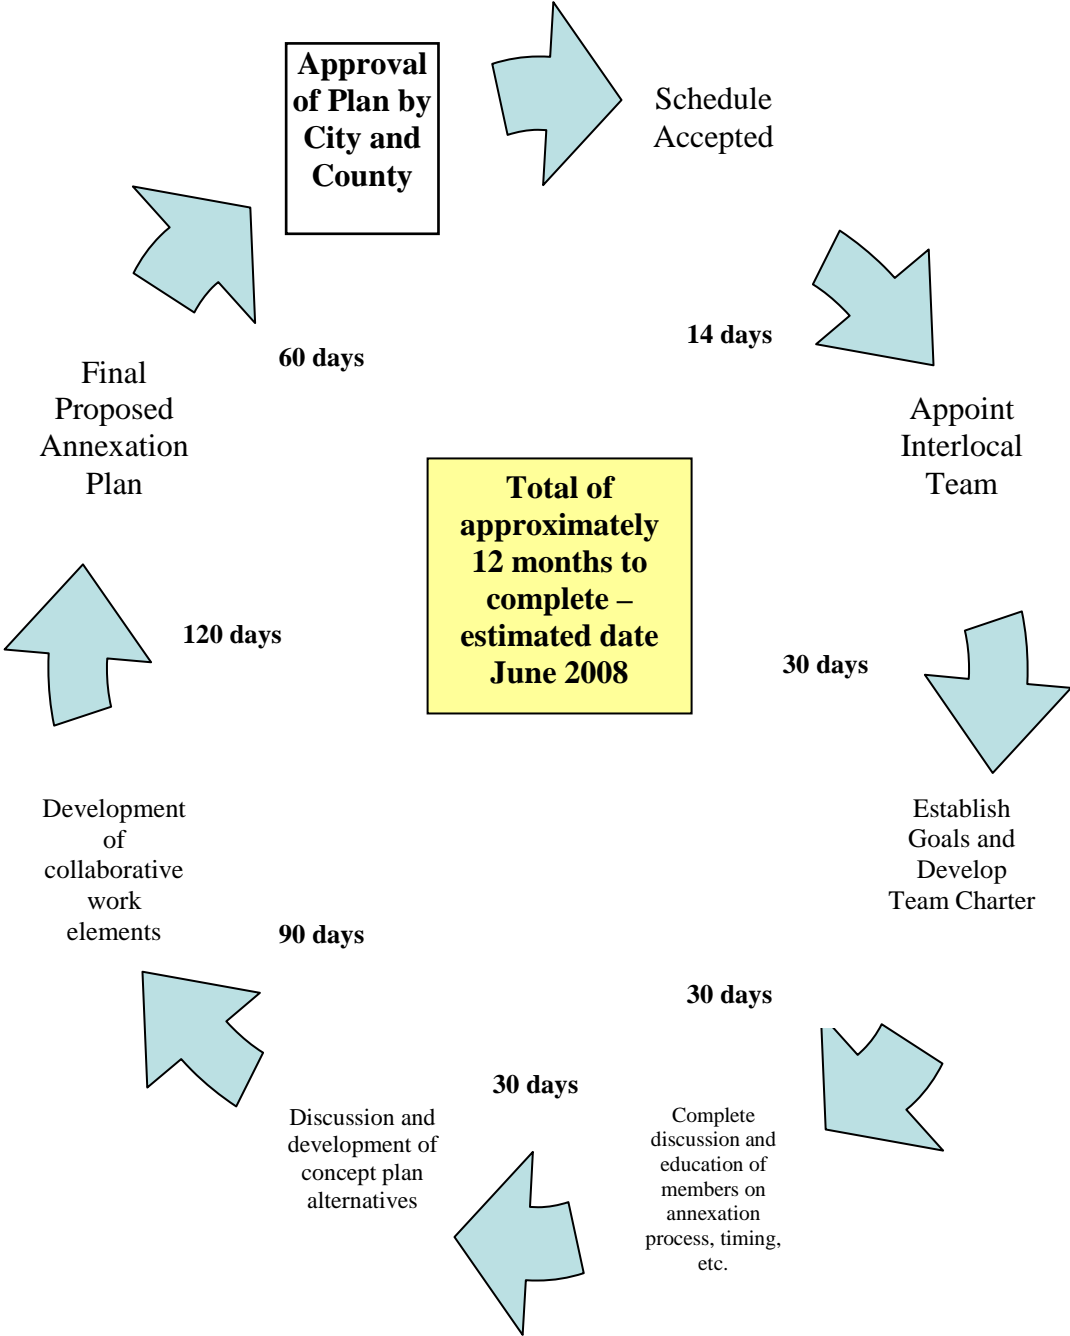 Approval
of Plan by
City and
County
Schedule
Accepted
14 days
Appoint
Interlocal
Team
30 days
Establish
Goals and
Develop
Team Charter
30 days
Complete
discussion and
education of
members on
annexation
process, timing,
etc.
30 days
Discussion and
development of
concept plan
alternatives
90 days
Development
of
collaborative
work
elements
120 days
Final
Proposed
Annexation
Plan
60 days
Total of
approximately
12 months to
complete –
estimated date
June 2008